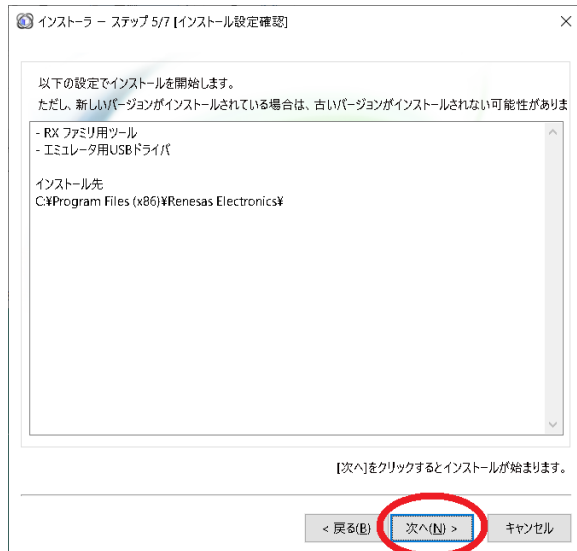 インストーラ － ステップ 5/7 [インストール設定確認]
以下の設定でインストールを開始します。
ただし、新しいバージョンがインストールされている場合は、古いバージョンがインストールされない可能性がありま
- RX ファミリ用ツール
- エミュレータ用USBドライバ
インストール先
C:¥Program Files (x86)¥Renesas Electronics¥
[次へ]をクリックするとインストールが始まります。
< 戻る(B)
次へ(N) >
キャンセル